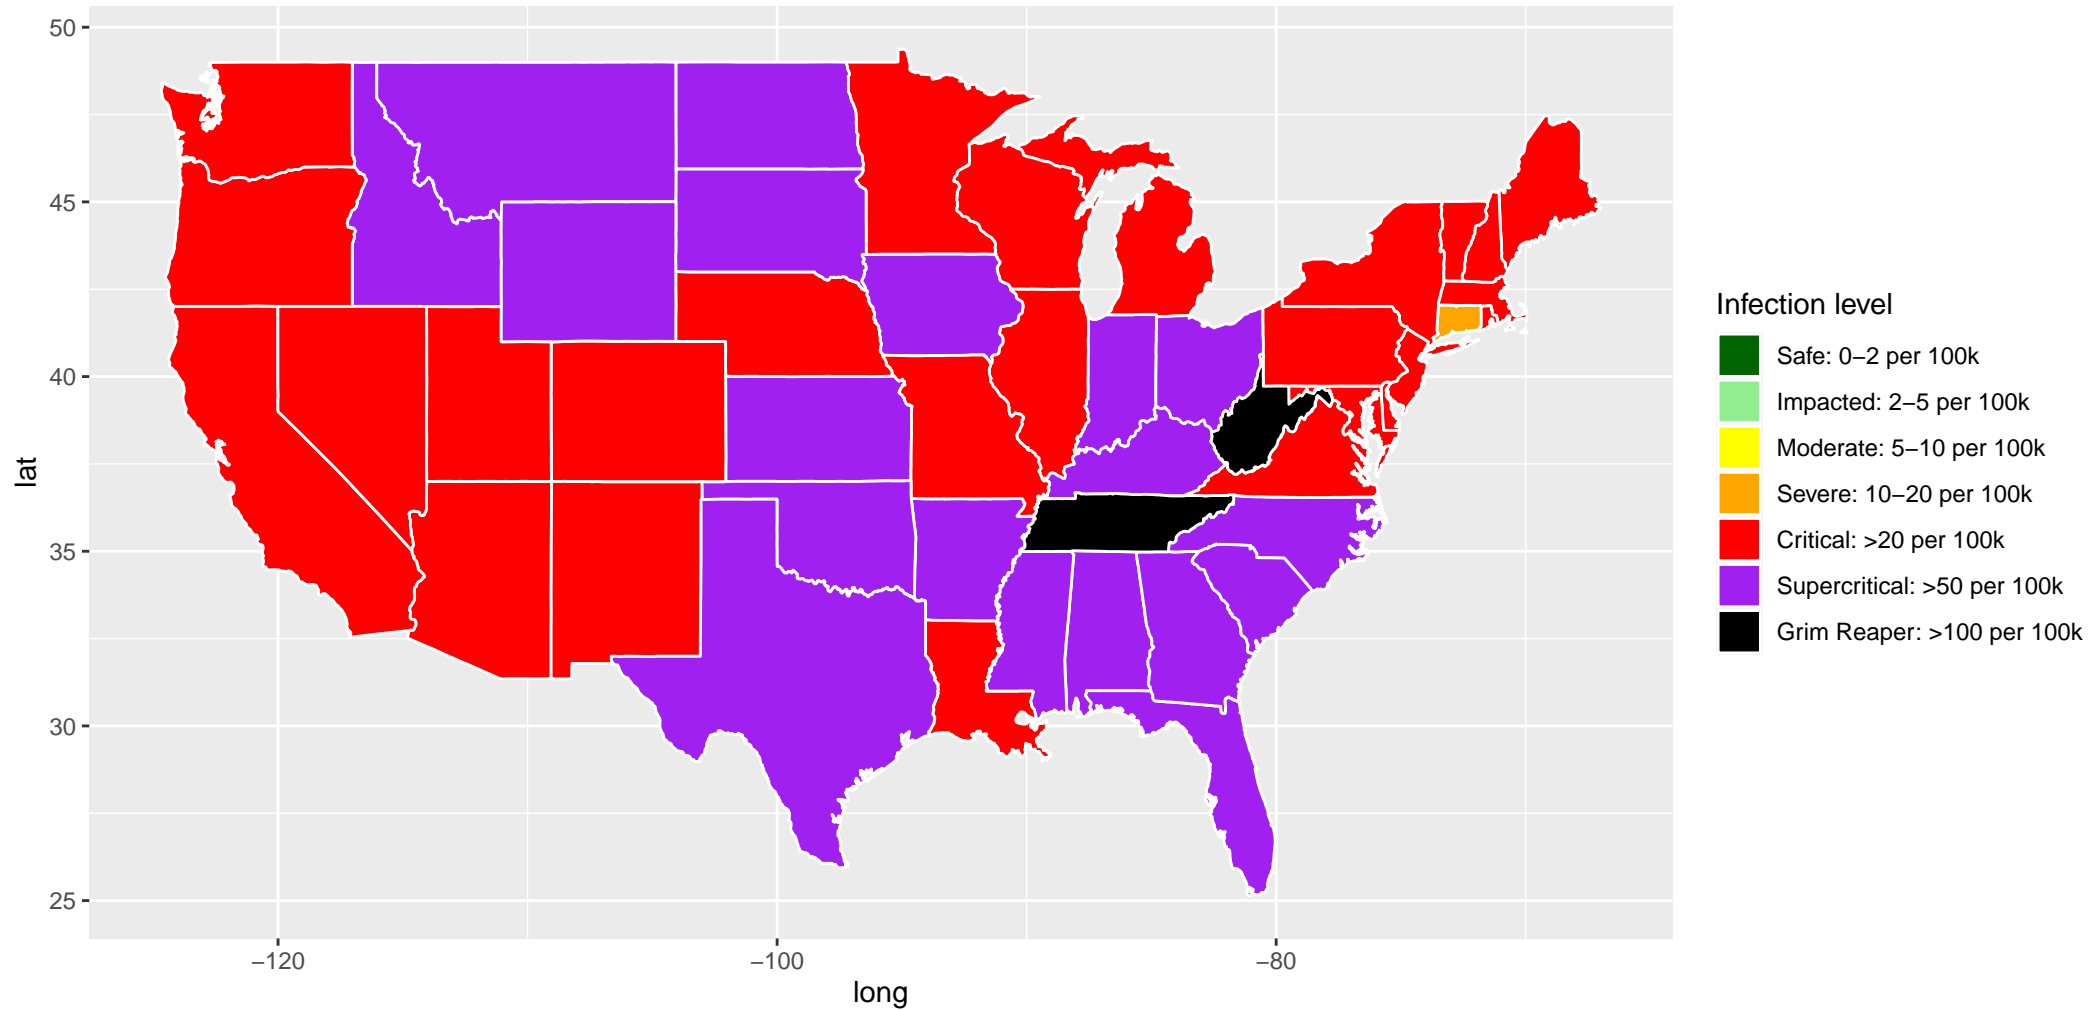 50
45
40
35
30
25
lat
−120
−100
−80
long
Infection level
Safe: 0−2 per 100k
Impacted: 2−5 per 100k
Moderate: 5−10 per 100k
Severe: 10−20 per 100k
Critical: >20 per 100k
Supercritical: >50 per 100k
Grim Reaper: >100 per 100k